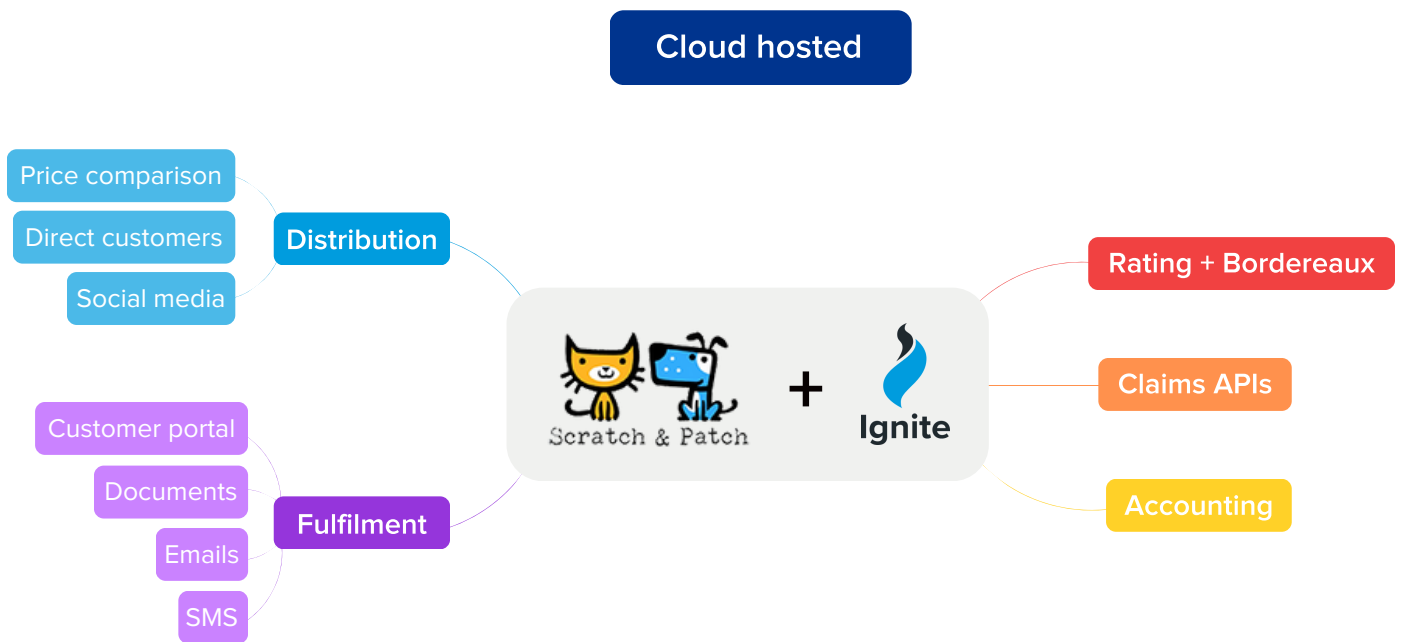 Cloud hosted
Price comparison
Direct customers
Social media
Distribution
Customer portal
Documents
Emails
SMS
Fulfilment
Scratch & Patch
+
Ignite
Rating + Bordereaux
Claims APIs
Accounting